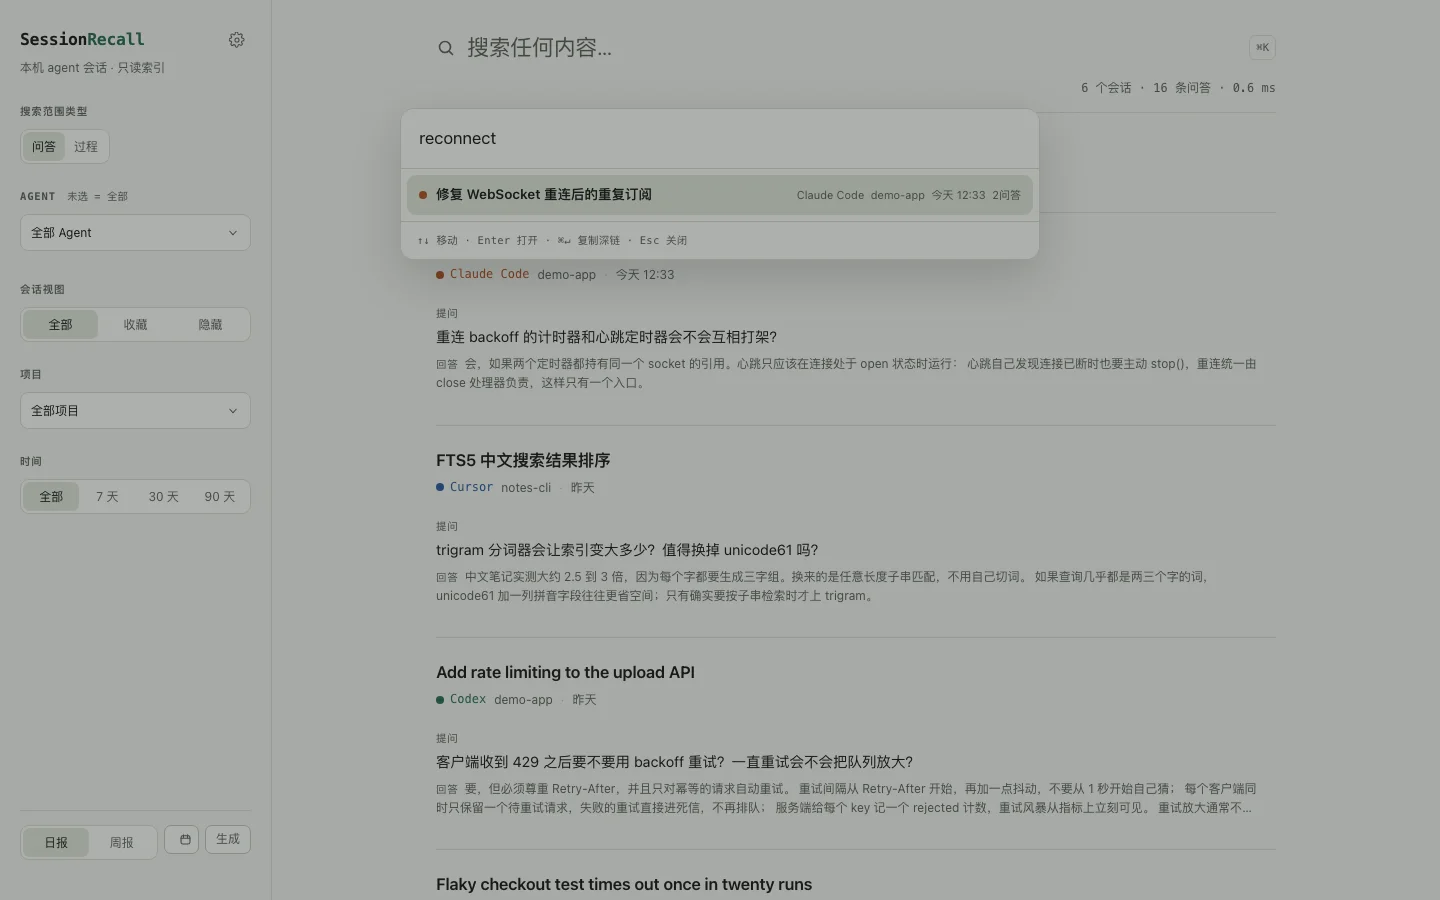 SessionRecall
本机 agent 会话 · 只读索引
搜索范围类型
问答 过程
AGENT 未选 = 全部
全部 Agent
会话视图
全部 收藏 隐藏
项目
全部项目
时间
全部 7 天 30 天 90 天
日报 周报 生成
搜索任何内容...
⌘K
6 个会话 · 16 条问答 · 0.6 ms
reconnect
修复 WebSocket 重连后的重复订阅 Claude Code demo-app 今天 12:33 2问答
↑↓ 移动 · Enter 打开 · ⌘↵ 复制深链 · Esc 关闭
Claude Code demo-app · 今天 12:33
提问
重连 backoff 的计时器和心跳定时器会不会互相打架?
回答 会，如果两个定时器都持有同一个 socket 的引用。心跳只应该在连接处于 open 状态时运行： 心跳自己发现连接已断时也要主动 stop()，重连统一由
close 处理器负责，这样只有一个入口。
FTS5 中文搜索结果排序
Cursor notes-cli · 昨天
提问
trigram 分词器会让索引变大多少？值得换掉 unicode61 吗？
回答 中文笔记实测大约 2.5 到 3 倍，因为每个字都要生成三字组。换来的是任意长度子串匹配，不用自己切词。 如果查询几乎都是两三个字的词，
unicode61 加一列拼音字段往往更省空间；只有确实要按子串检索时才上 trigram。
Add rate limiting to the upload API
Codex demo-app · 昨天
提问
客户端收到 429 之后要不要用 backoff 重试？一直重试会不会把队列放大？
回答 要，但必须尊重 Retry-After，并且只对幂等的请求自动重试。 重试间隔从 Retry-After 开始，再加一点抖动，不要从 1 秒开始自己猜； 每个客户端同
时只保留一个待重试请求，失败的重试直接进死信，不再排队； 服务端给每个 key 记一个 rejected 计数，重试风暴从指标上立刻可见。 重试放大通常不...
Flaky checkout test times out once in twenty runs